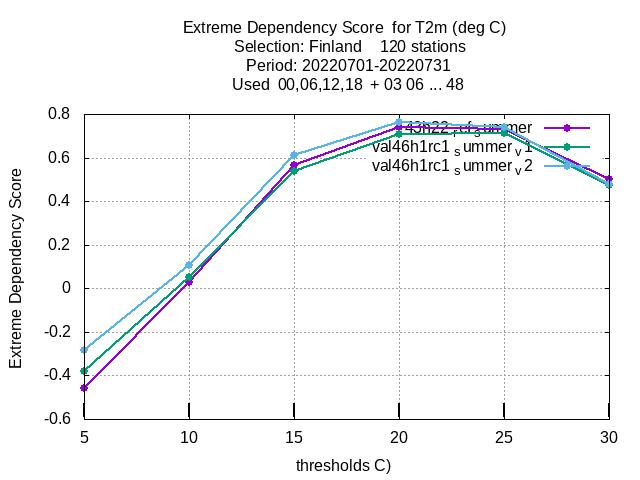 Extreme Dependency Score for T2m (deg C)
Selection: Finland 120 stations
Period: 20220701-20220731
Used 00,06,12,18 + 03 06 ... 48
Extreme Dependency Score
0.8
0.6
0.4
0.2
0
-0.2
-0.4
-0.6
5 10 15 20 25 30
thresholds C)
43h22_ref_summer
val46h1rc1_summer_v1
val46h1rc1_summer_v2